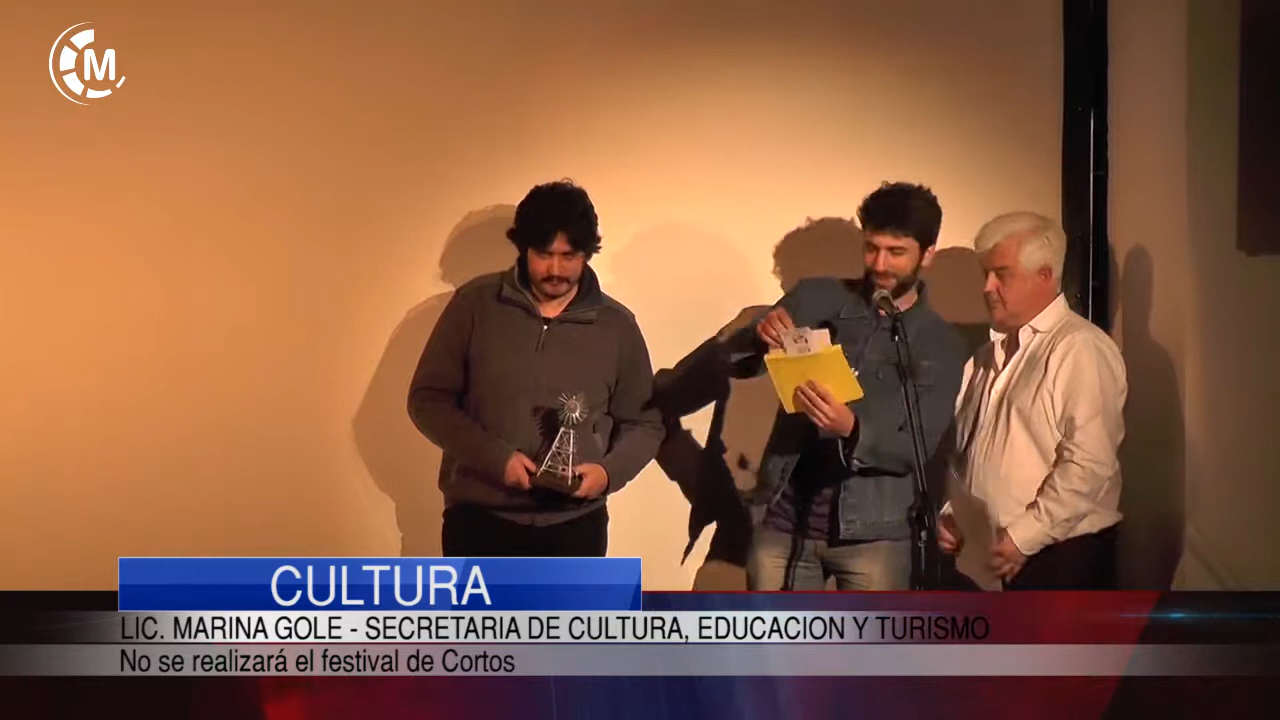 M
CULTURA
LIC. MARINA GOLE - SECRETARIA DE CULTURA, EDUCACION Y TURISMO
No se realizará el festival de Cortos